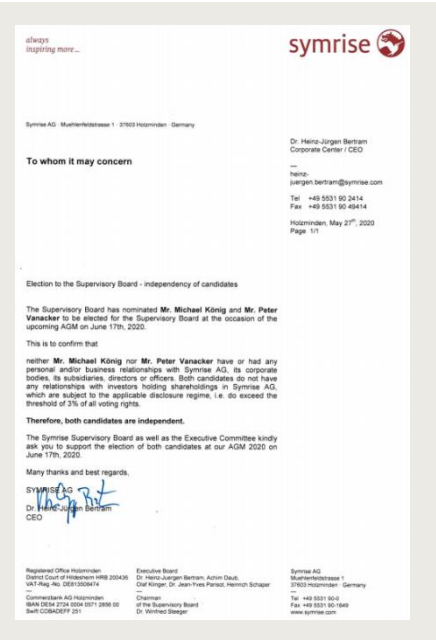 always
inspiring more...
symrise
Symrise AG · Muehlenfeldstrasse 1 · 37603 Holzminden · Germany
Dr. Heinz-Jürgen Bertram
Corporate Center / CEO
—
heinz-
juergen.bertram@symrise.com
Tel +49 5531 90 2414
Fax +49 5531 90 49414
Holzminden, May 27th, 2020
Page 1/1
To whom it may concern
Election to the Supervisory Board - independency of candidates
The Supervisory Board has nominated Mr. Michael König and Mr. Peter
Vanacker to be elected for the Supervisory Board at the occasion of the
upcoming AGM on June 17th, 2020.
This is to confirm that
neither Mr. Michael König nor Mr. Peter Vanacker have or had any
personal and/or business relationships with Symrise AG, its corporate
bodies, its subsidiaries, directors or officers. Both candidates do not have
any relationships with investors holding shareholdings in Symrise AG,
which are subject to the applicable disclosure regime, i.e. do exceed the
threshold of 3% of all voting rights.
Therefore, both candidates are independent.
The Symrise Supervisory Board as well as the Executive Committee kindly
ask you to support the election of both candidates at our AGM 2020 on
June 17th, 2020.
Many thanks and best regards,
SYMRISE AG
Dr. Heinz-Jürgen Bertram
CEO
Registered Office Holzminden
District Court of Hildesheim HRB 200436
VAT-Reg.-No. DE813508474
—
Commerzbank AG Holzminden
IBAN DE54 2724 0004 0571 2856 00
Swift COBADEFF 251
Executive Board
Dr. Heinz-Juergen Bertram, Achim Daub,
Olaf Klinger, Dr. Jean-Yves Parisot, Heinrich Schaper
—
Chairman
of the Supervisory Board
Dr. Winfried Steeger
Symrise AG
Muehlenfeldstrasse 1
37603 Holzminden · Germany
—
Tel +49 5531 90-0
Fax +49 5531 90-1649
www.symrise.com